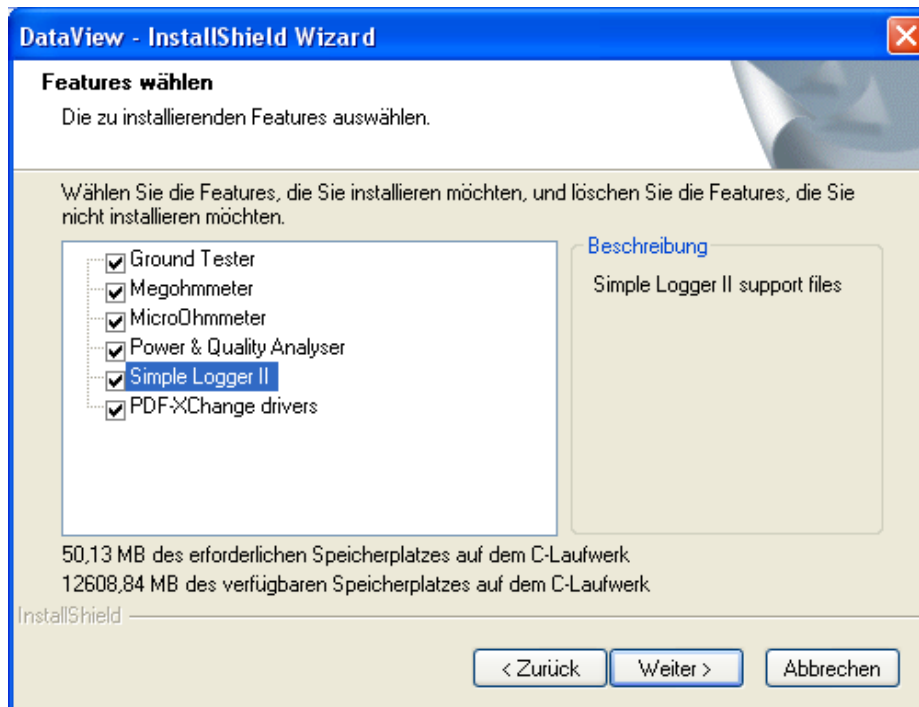 DataView - InstallShield Wizard
Features wählen
Die zu installierenden Features auswählen.
Wählen Sie die Features, die Sie installieren möchten, und löschen Sie die Features, die Sie
nicht installieren möchten.
Ground Tester
Megohmmeter
MicroOhmmeter
Power & Quality Analyser
Simple Logger II
PDF-XChange drivers
Beschreibung
Simple Logger II support files
50,13 MB des erforderlichen Speicherplatzes auf dem C-Laufwerk
12608,84 MB des verfügbaren Speicherplatzes auf dem C-Laufwerk
InstallShield
< Zurück
Weiter >
Abbrechen